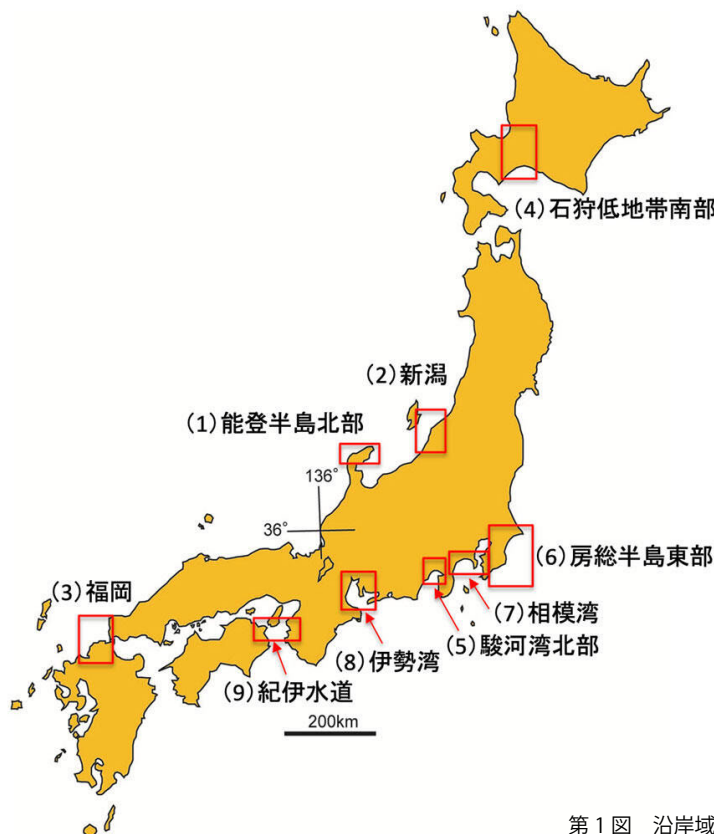 (4)石狩低地帯南部
(2)新潟
(1)能登半島北部
136°
36°
(6)房総半島東部
(3)福岡
(7)相模湾
(5)駿河湾北部
(8)伊勢湾
(9)紀伊水道
200km
第1図 沿岸域